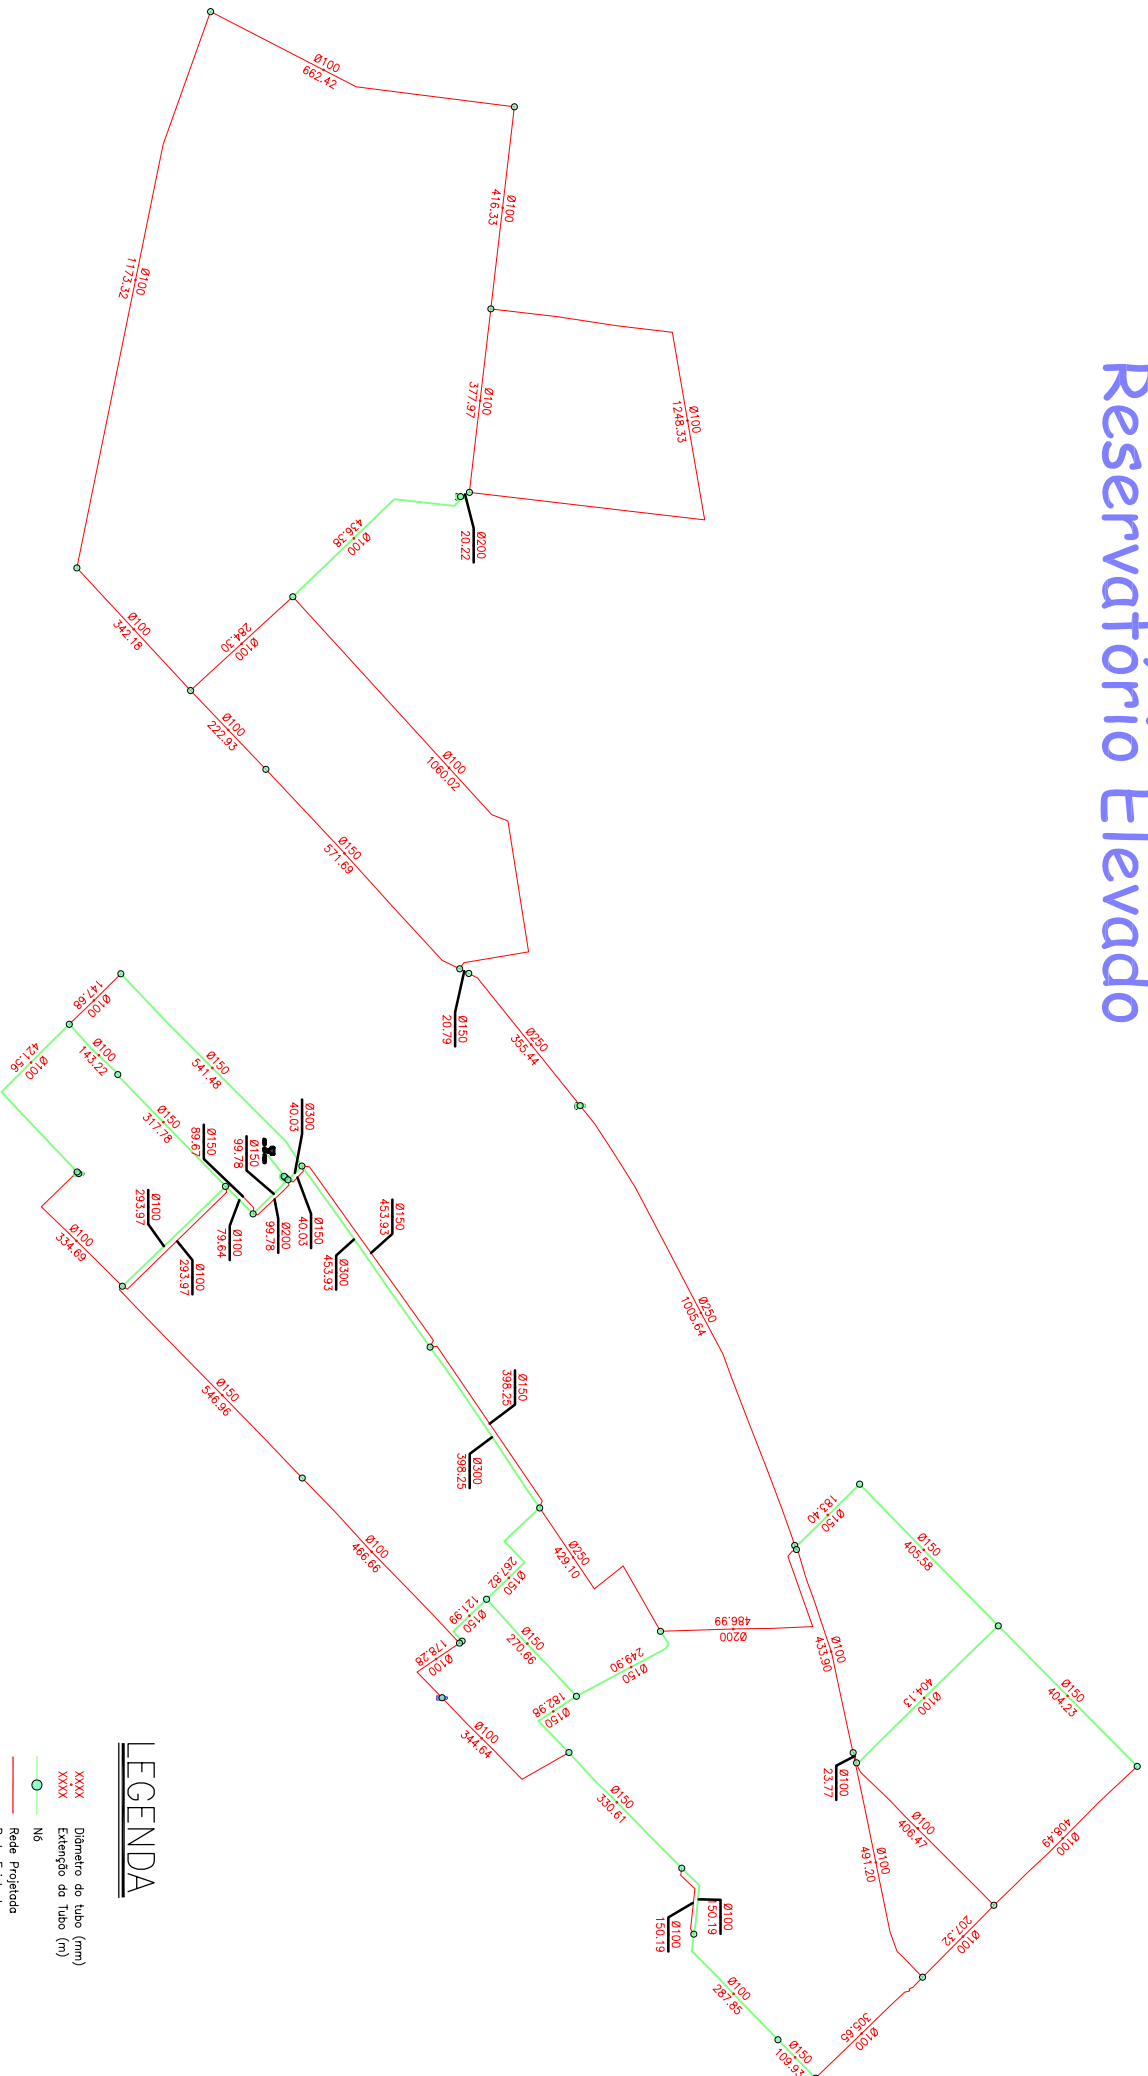 Reservatório Elevado
Ø100
662.42
Ø100
416.33
Ø100
1173.32
Ø100
377.97
Ø100
1248.33
Ø200
20.22
436.38
Ø100
Ø100
342.18
284.30
Ø100
Ø100
222.93
Ø100
1060.02
Ø150
571.69
Ø150
20.79
Ø250
355.44
147.68
Ø100
421.56
Ø100
Ø100
143.22
Ø150
541.48
Ø150
317.78
Ø150
89.67
Ø150
99.78
Ø300
40.03
Ø100
293.97
Ø100
293.97
Ø100
79.64
Ø200
99.78
Ø150
40.03
Ø150
453.93
Ø300
453.93
Ø100
334.69
Ø250
1005.64
Ø150
546.96
Ø150
398.25
Ø300
398.25
Ø100
466.66
Ø250
429.10
267.82
Ø150
121.99
Ø150
178.28
Ø100
Ø150
270.66
249.90
Ø150
486.99
Ø200
182.98
Ø150
Ø100
344.64
183.40
Ø150
Ø150
405.58
Ø150
404.23
404.13
Ø100
Ø100
433.90
Ø100
23.77
Ø100
406.47
408.49
Ø100
Ø100
491.20
207.32
Ø100
Ø150
330.61
Ø100
150.19
Ø100
150.19
Ø100
287.85
305.65
Ø100
Ø150
109.93
LEGENDA
XXXX
XXXX
Diâmetro do tubo (mm)
Extenção da Tubo (m)
Nó
Rede Projetada